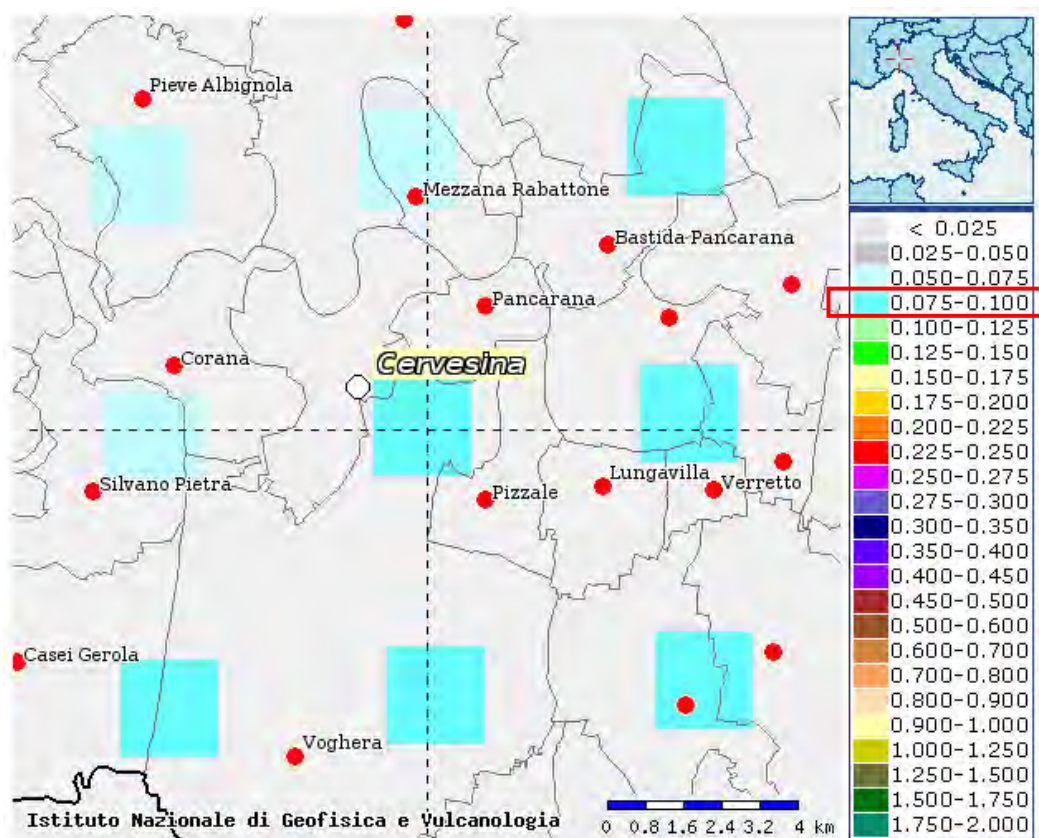 Pieve Albignola
Mezzana Rabattone
Bastida Pancarana
Pancarana
Cervesina
Corana
Silvano Pietra
Pizzale
Lungavilla
Verretto
Casei Gerola
Voghera
Istituto Nazionale di Geofisica e Vulcanologia
0 0.8 1.6 2.4 3.2 4 km
< 0.025
0.025-0.050
0.050-0.075
0.075-0.100
0.100-0.125
0.125-0.150
0.150-0.175
0.175-0.200
0.200-0.225
0.225-0.250
0.250-0.275
0.275-0.300
0.300-0.350
0.350-0.400
0.400-0.450
0.450-0.500
0.500-0.600
0.600-0.700
0.700-0.800
0.800-0.900
0.900-1.000
1.000-1.250
1.250-1.500
1.500-1.750
1.750-2.000